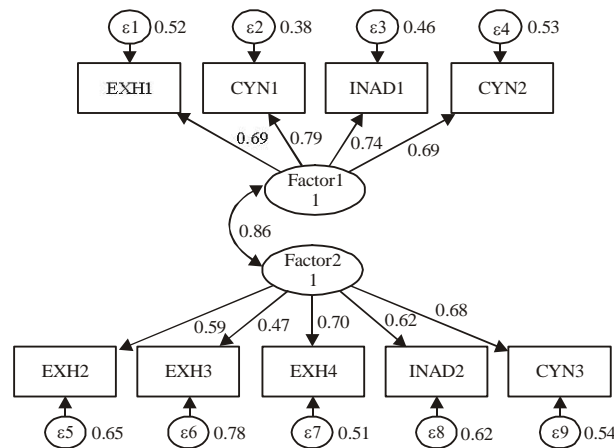 ε1 0.52 ε2 0.38 ε3 0.46 ε4 0.53
EXH1 CYN1 INAD1 CYN2
0.69 0.79 0.74 0.69
Factor1
1
0.86
Factor2
1
0.59 0.47 0.70 0.62 0.68
EXH2 EXH3 EXH4 INAD2 CYN3
ε5 0.65 ε6 0.78 ε7 0.51 ε8 0.62 ε9 0.54